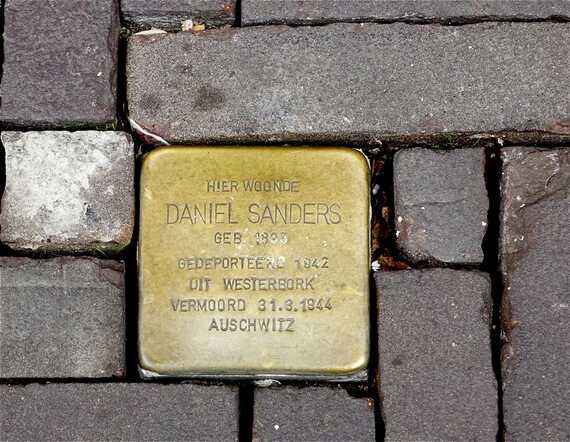 HIER WOONDE
DANIEL SANDERS
GEB.
GEDEPORTEERD 1942
UIT WESTERBORK
VERMOORD 31.3.1944
AUSCHWITZ